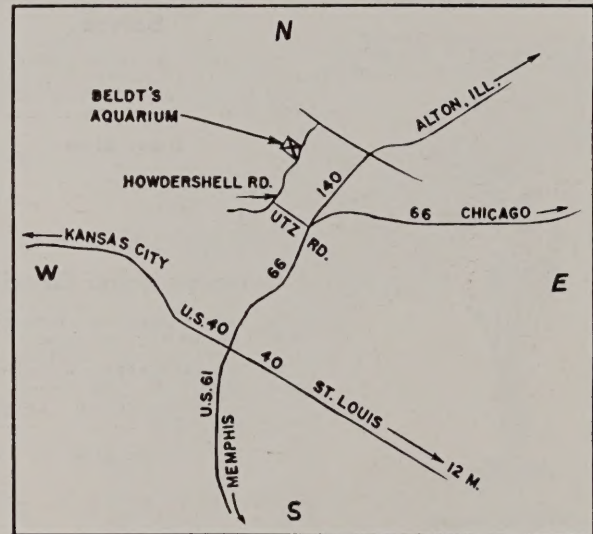 N
BELDT'S
AQUARIUM
ALTON, ILL.
HOWDERSHELL RD.
140
UTZ RD.
66 CHICAGO
KANSAS CITY
66
W
E
U.S. 40
40
U.S. 61
ST. LOUIS
12 M.
MEMPHIS
S